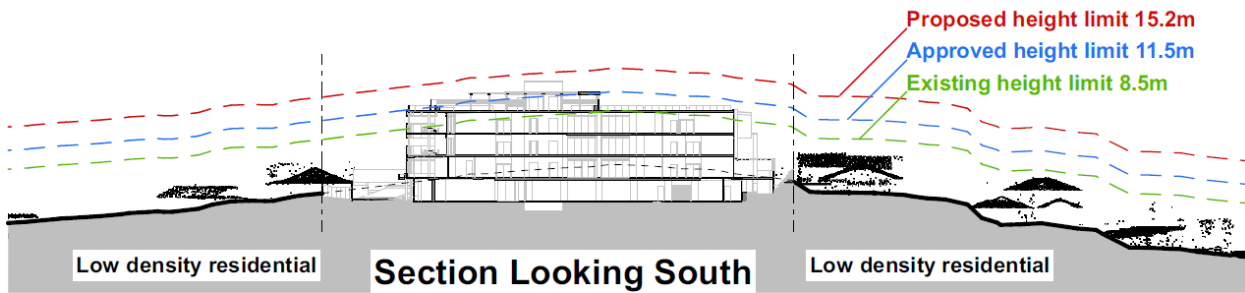 Proposed height limit 15.2m
Approved height limit 11.5m
Existing height limit 8.5m
Low density residential
Section Looking South
Low density residential